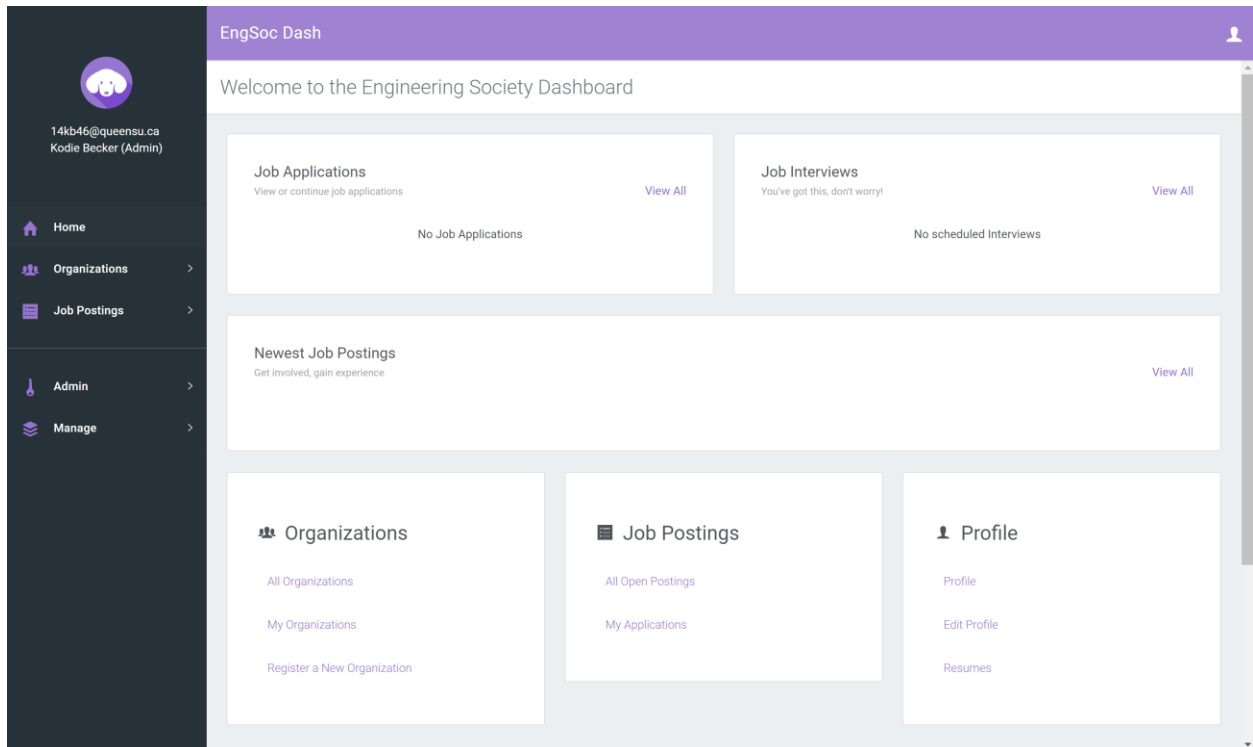 EngSoc Dash
14kb46@queensu.ca
Kodie Becker (Admin)
Home
Organizations
Job Postings
Admin
Manage
Welcome to the Engineering Society Dashboard
Job Applications
View or continue job applications
View All
No Job Applications
Job Interviews
You've got this, don't worry!
View All
No scheduled Interviews
Newest Job Postings
Get involved, gain experience
View All
Organizations
All Organizations
My Organizations
Register a New Organization
Job Postings
All Open Postings
My Applications
Profile
Profile
Edit Profile
Resumes